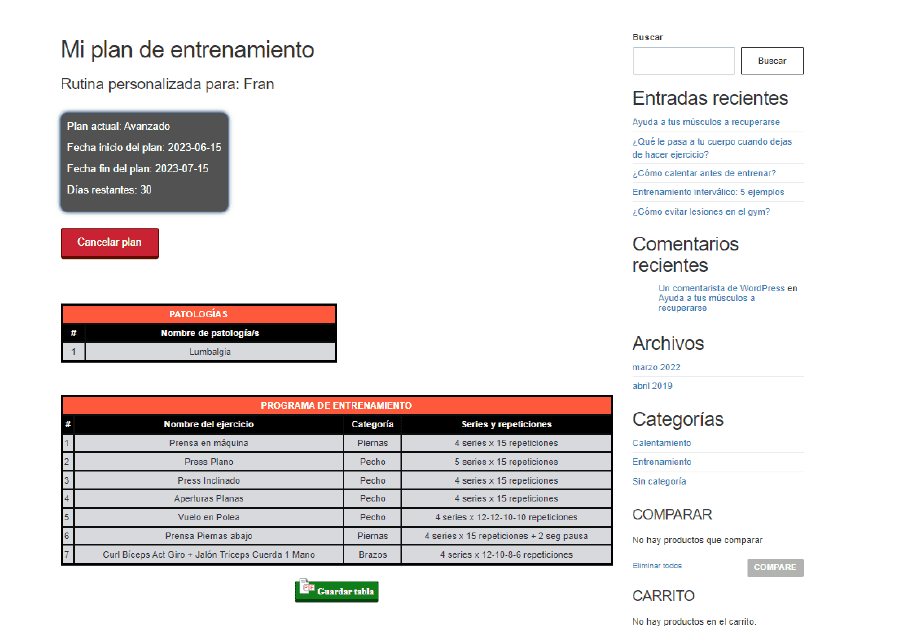 Mi plan de entrenamiento
Rutina personalizada para: Fran
Plan actual: Avanzado
Fecha inicio del plan: 2023-06-15
Fecha fin del plan: 2023-07-15
Días restantes: 30
Cancelar plan
PATOLOGÍAS
# Nombre de patología/s
1 Lumbalgia
PROGRAMA DE ENTRENAMIENTO
# Nombre del ejercicio Categoría Series y repeticiones
1 Prensa en máquina Piernas 4 series x 15 repeticiones
2 Press Plano Pecho 5 series x 15 repeticiones
3 Press Inclinado Pecho 4 series x 15 repeticiones
4 Aperturas Planas Pecho 4 series x 15 repeticiones
5 Vuelo en Polea Pecho 4 series x 12-12-10-10 repeticiones
6 Prensa Piernas abajo Piernas 4 series x 15 repeticiones + 2 seg pausa
7 Curl Bíceps Act Giro + Jalón Triceps Cuerda 1 Mano Brazos 4 series x 12-10-8-6 repeticiones
Guardar tabla
Buscar
Buscar
Entradas recientes
Ayuda a tus músculos a recuperarse
¿Qué le pasa a tu cuerpo cuando dejas
de hacer ejercicio?
¿Cómo calentar antes de entrenar?
Entrenamiento interválico: 5 ejemplos
¿Cómo evitar lesiones en el gym?
Comentarios
recientes
Un comentarista de WordPress en
Ayuda a tus músculos a
recuperarse
Archivos
marzo 2022
abril 2019
Categorías
Calentamiento
Entrenamiento
Sin categoría
COMPARAR
No hay productos que comparar
Eliminar todos COMPARE
CARRITO
No hay productos en el carrito.